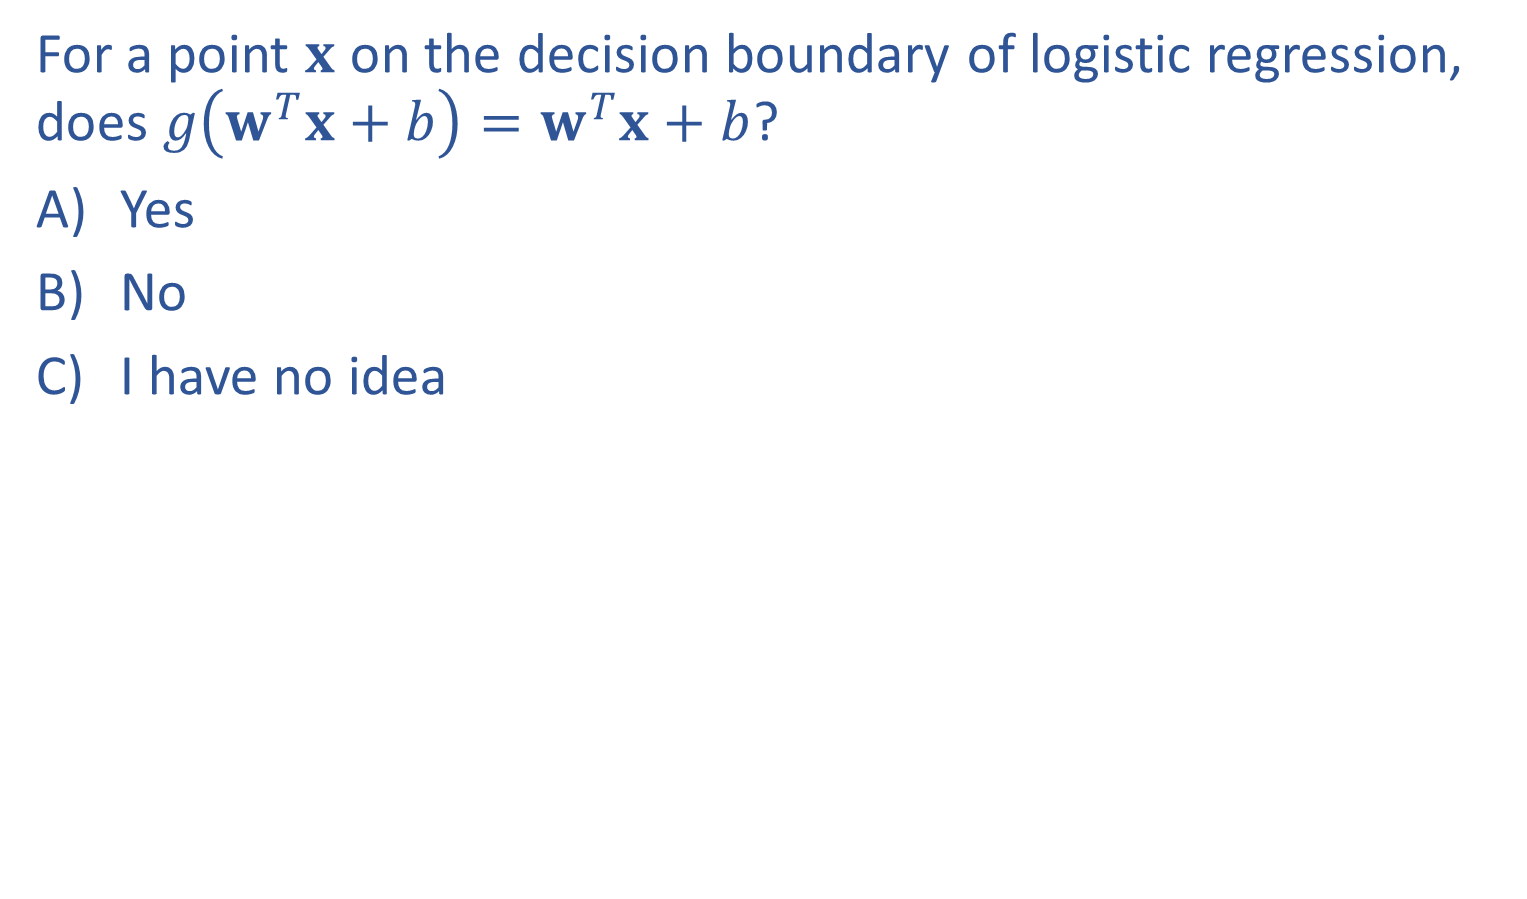 For a point 𝐱 on the decision boundary of logistic regression,
does 𝑔(𝐰ᵀ𝐱 + 𝑏) = 𝐰ᵀ𝐱 + 𝑏?
A) Yes
B) No
C) I have no idea